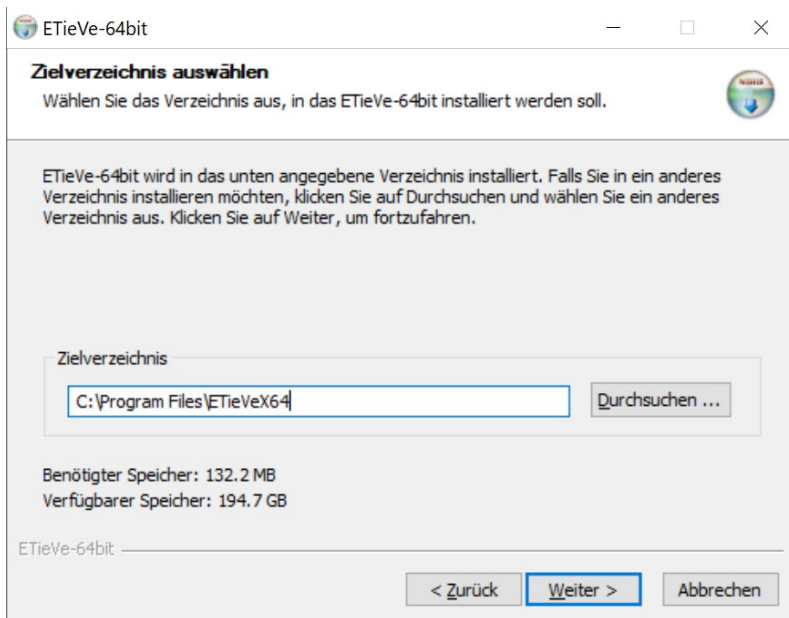 ETieVe-64bit
Zielverzeichnis auswählen
Wählen Sie das Verzeichnis aus, in das ETieVe-64bit installiert werden soll.
ETieVe-64bit wird in das unten angegebene Verzeichnis installiert. Falls Sie in ein anderes
Verzeichnis installieren möchten, klicken Sie auf Durchsuchen und wählen Sie ein anderes
Verzeichnis aus. Klicken Sie auf Weiter, um fortzufahren.
Zielverzeichnis
C:\Program Files\ETieVeX64
Durchsuchen ...
Benötigter Speicher: 132.2 MB
Verfügbarer Speicher: 194.7 GB
ETieVe-64bit
< Zurück Weiter > Abbrechen